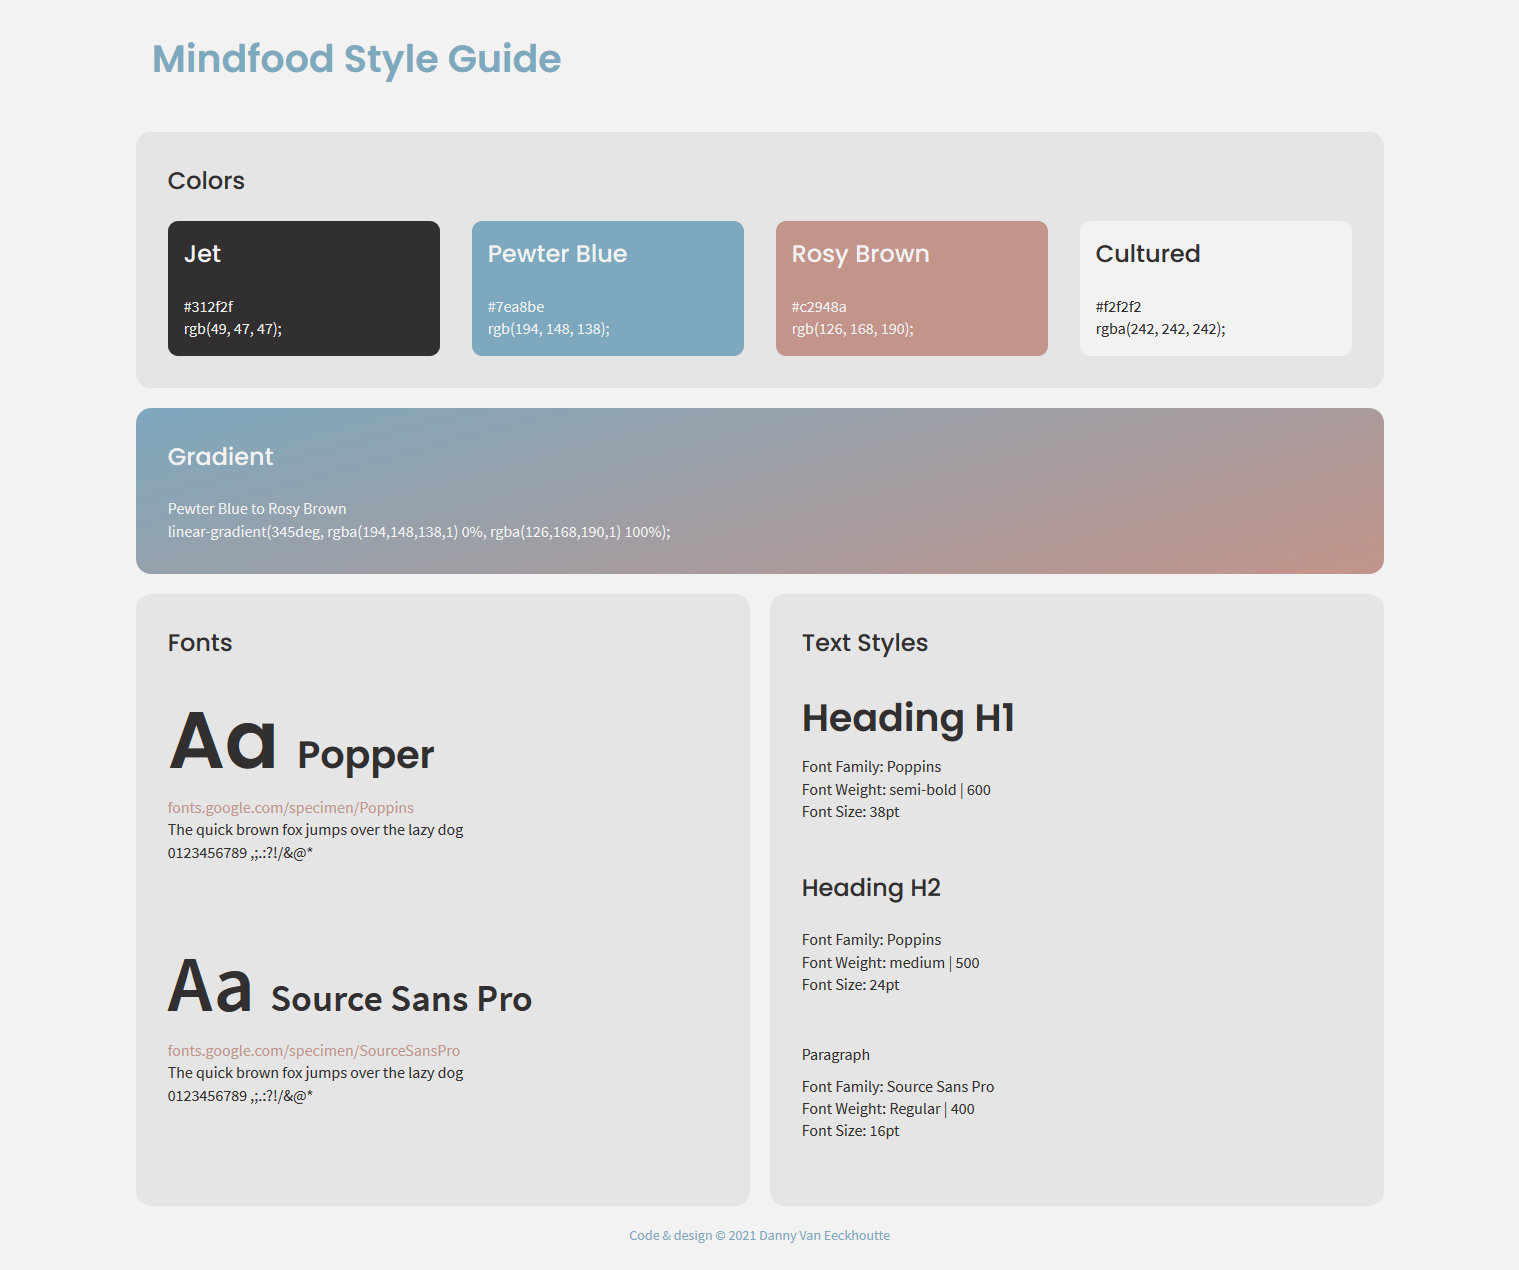 Mindfood Style Guide
Colors
Jet
#312f2f
rgb(49, 47, 47);
Pewter Blue
#7ea8be
rgb(194, 148, 138);
Rosy Brown
#c2948a
rgb(126, 168, 190);
Cultured
#f2f2f2
rgba(242, 242, 242);
Gradient
Pewter Blue to Rosy Brown
linear-gradient(345deg, rgba(194,148,138,1) 0%, rgba(126,168,190,1) 100%);
Fonts
Aa Popper
fonts.google.com/specimen/Poppins
The quick brown fox jumps over the lazy dog
0123456789 ,;.:?!/&@*
Aa Source Sans Pro
fonts.google.com/specimen/SourceSansPro
The quick brown fox jumps over the lazy dog
0123456789 ,;.:?!/&@*
Text Styles
Heading H1
Font Family: Poppins
Font Weight: semi-bold | 600
Font Size: 38pt
Heading H2
Font Family: Poppins
Font Weight: medium | 500
Font Size: 24pt
Paragraph
Font Family: Source Sans Pro
Font Weight: Regular | 400
Font Size: 16pt
Code & design © 2021 Danny Van Eeckhoutte